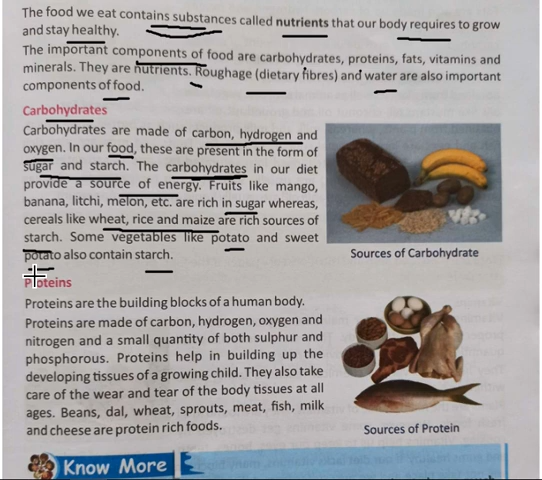 The food we eat contains substances called nutrients that our body requires to grow
and stay healthy.
The important components of food are carbohydrates, proteins, fats, vitamins and
minerals. They are nutrients. Roughage (dietary fibres) and water are also important
components of food.
Carbohydrates
Carbohydrates are made of carbon, hydrogen and
oxygen. In our food, these are present in the form of
sugar and starch. The carbohydrates in our diet
provide a source of energy. Fruits like mango,
banana, litchi, melon, etc. are rich in sugar whereas,
cereals like wheat, rice and maize are rich sources of
starch. Some vegetables like potato and sweet
potato also contain starch.
Sources of Carbohydrate
Proteins
Proteins are the building blocks of a human body.
Proteins are made of carbon, hydrogen, oxygen and
nitrogen and a small quantity of both sulphur and
phosphorous. Proteins help in building up the
developing tissues of a growing child. They also take
care of the wear and tear of the body tissues at all
ages. Beans, dal, wheat, sprouts, meat, fish, milk
and cheese are protein rich foods.
Sources of Protein
Know More